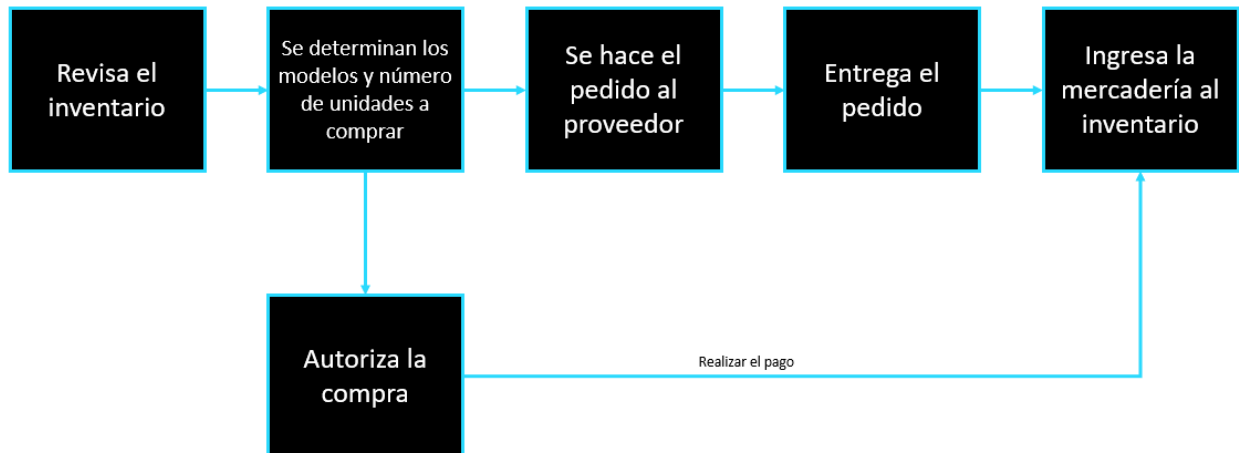 Revisa el
inventario
Se determinan los
modelos y número
de unidades a
comprar
Se hace el
pedido al
proveedor
Entrega el
pedido
Ingresa la
mercadería al
inventario
Autoriza la
compra
Realizar el pago